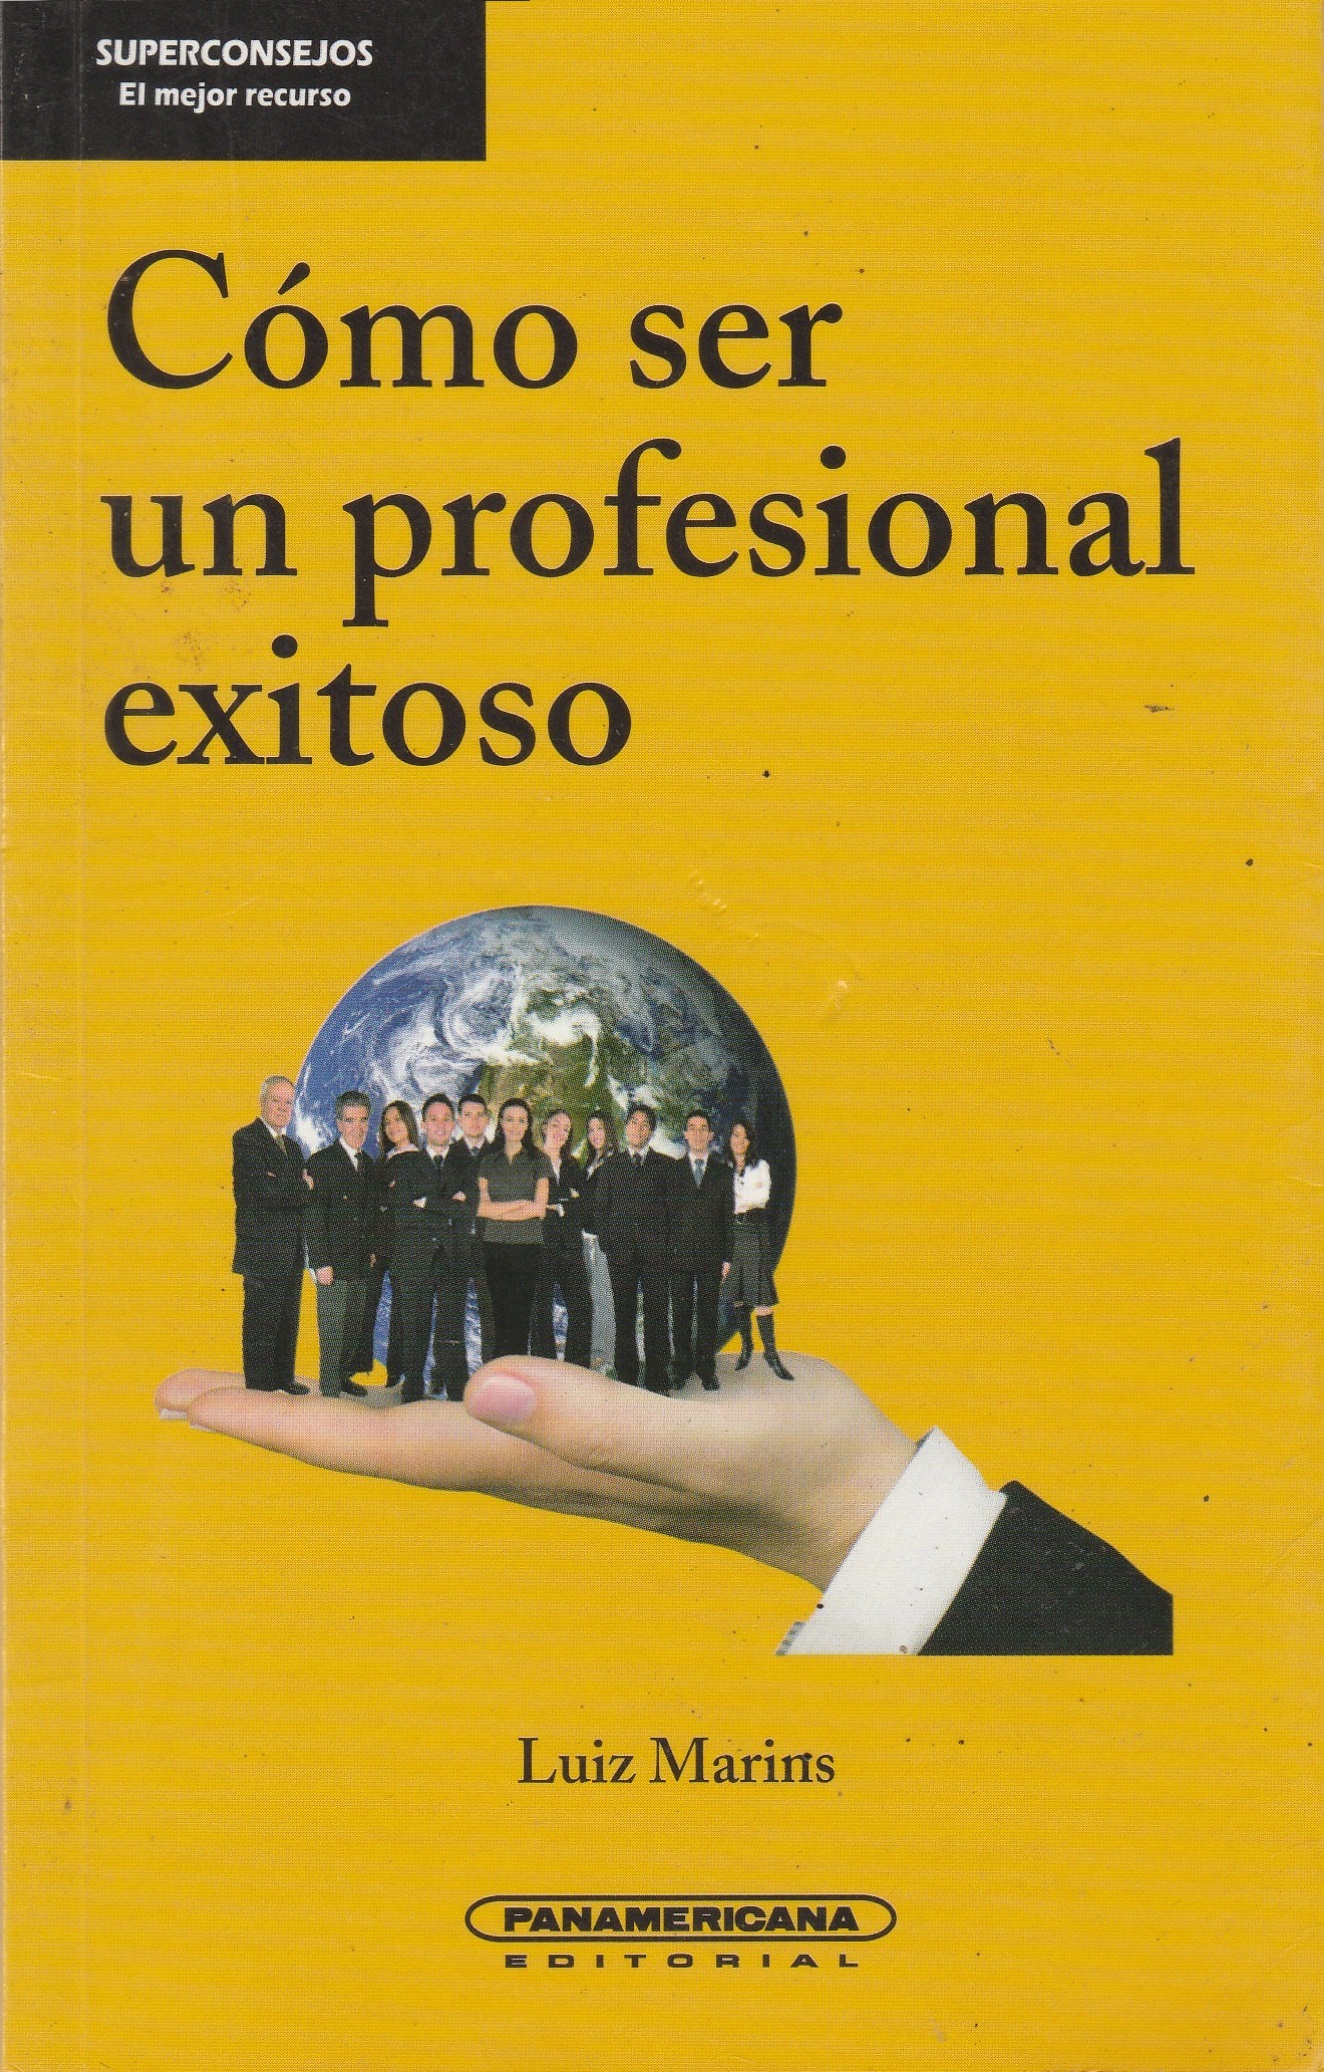 SUPERCONSEJOS
El mejor recurso
Cómo ser
un profesional
exitoso
Luiz Marins
PANAMERICANA
EDITORIAL